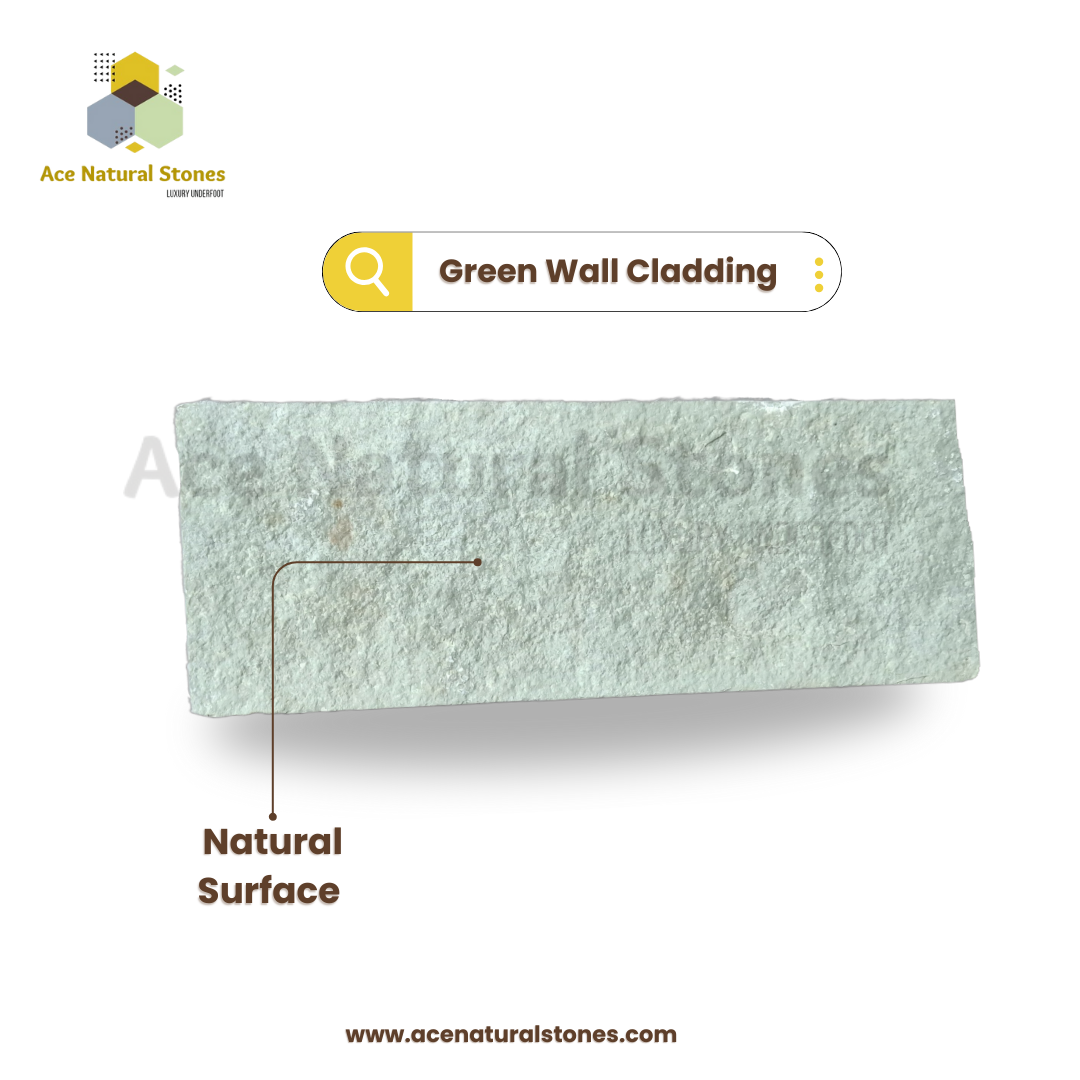 Ace Natural Stones
LUXURY UNDERFOOT
Green Wall Cladding
Ace Natural Stones
Natural
Surface
www.acenaturalstones.com